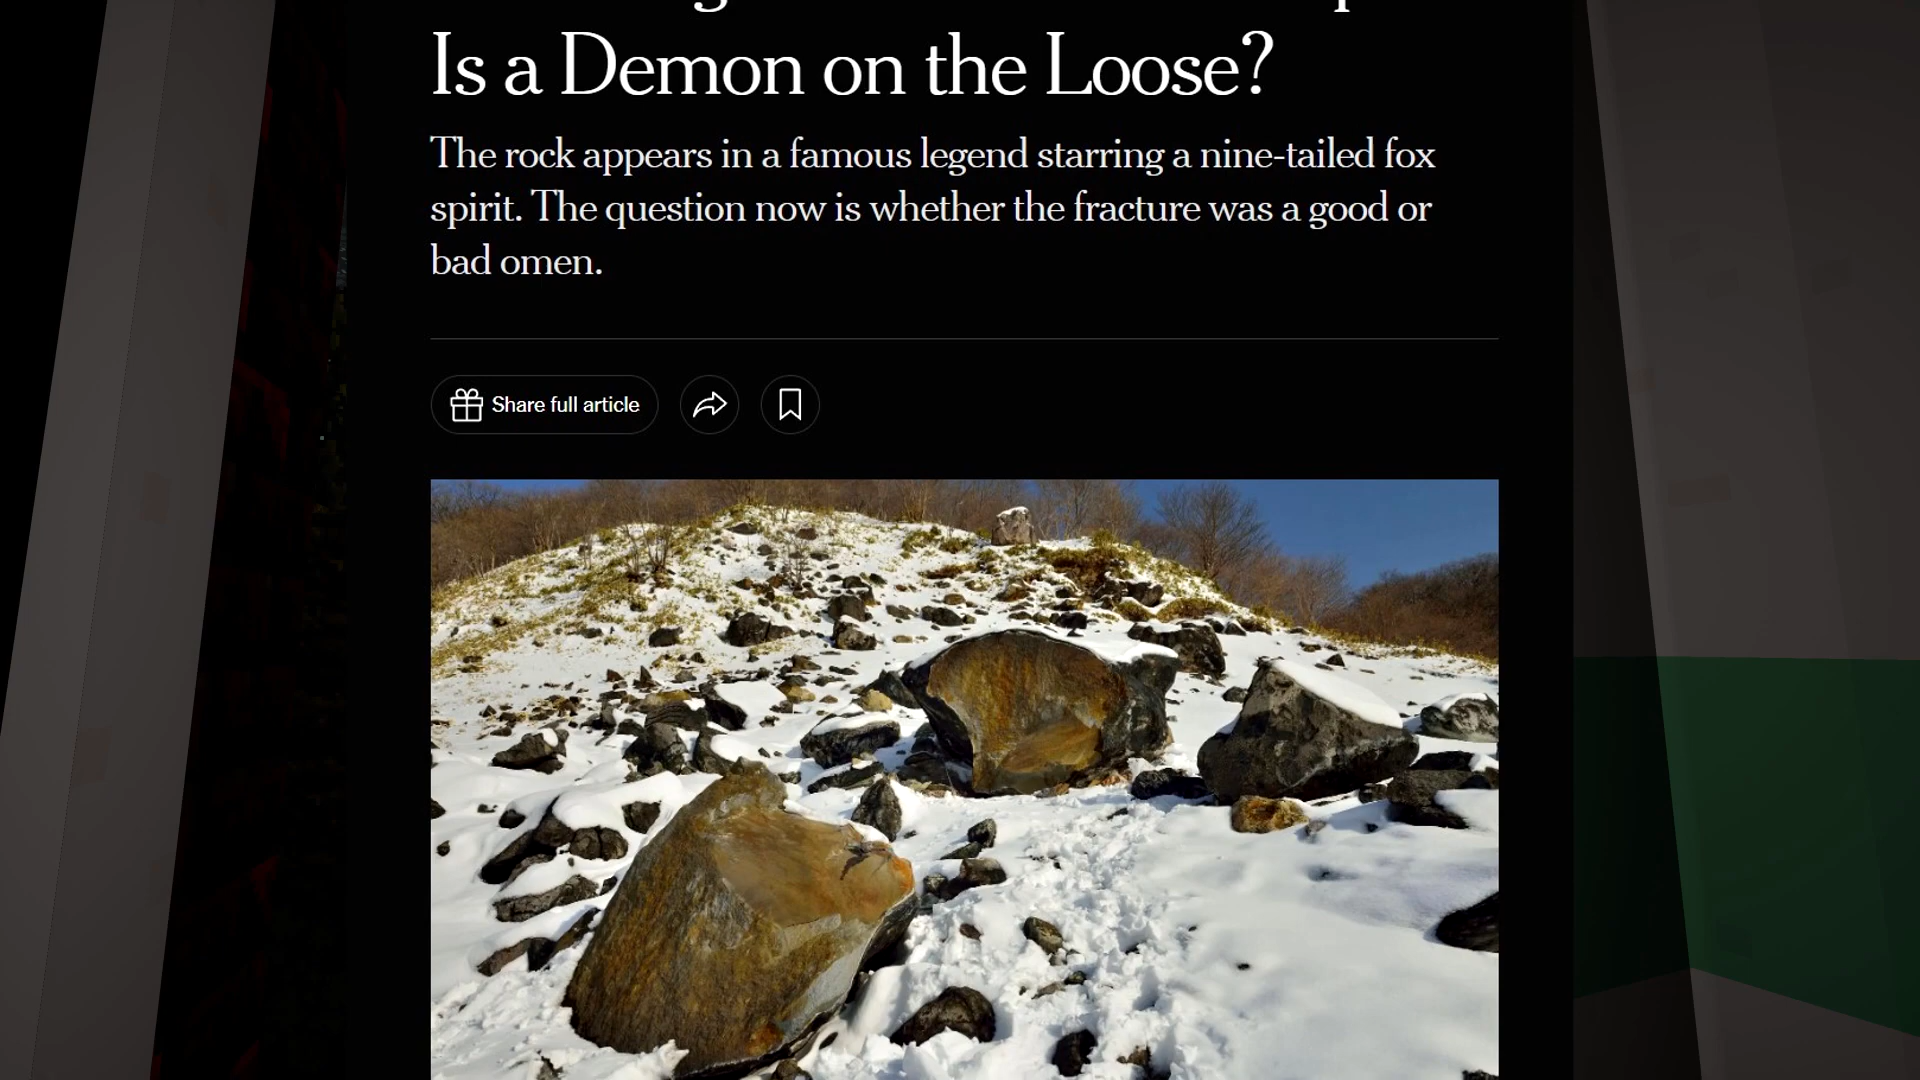 Is a Demon on the Loose?
The rock appears in a famous legend starring a nine-tailed fox
spirit. The question now is whether the fracture was a good or
bad omen.
Share full article